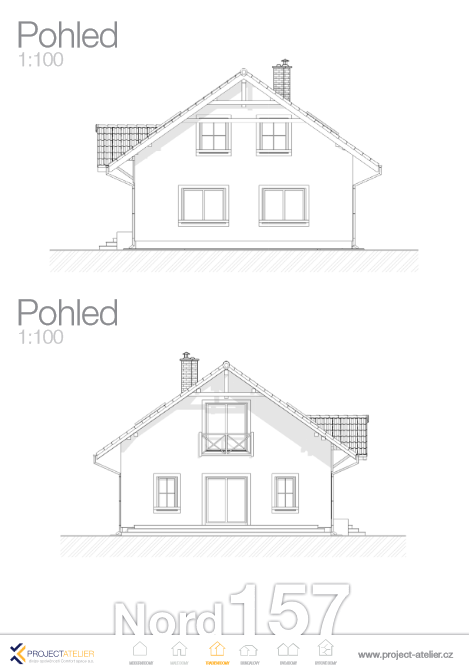 Pohled
1:100
Pohled
1:100
Nord157
PROJECTATELIER
www.project-atelier.cz